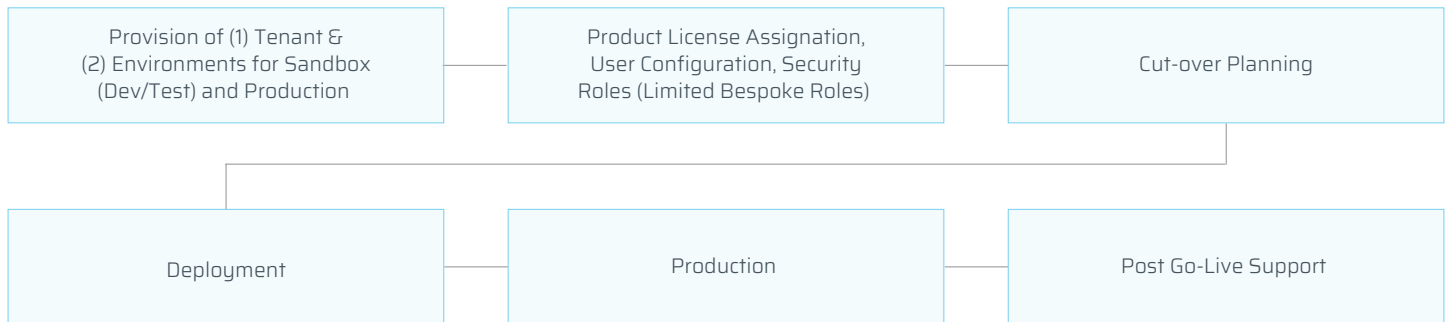 Provision of (1) Tenant &
(2) Environments for Sandbox
(Dev/Test) and Production
Product License Assignation,
User Configuration, Security
Roles (Limited Bespoke Roles)
Cut-over Planning
Deployment
Production
Post Go-Live Support